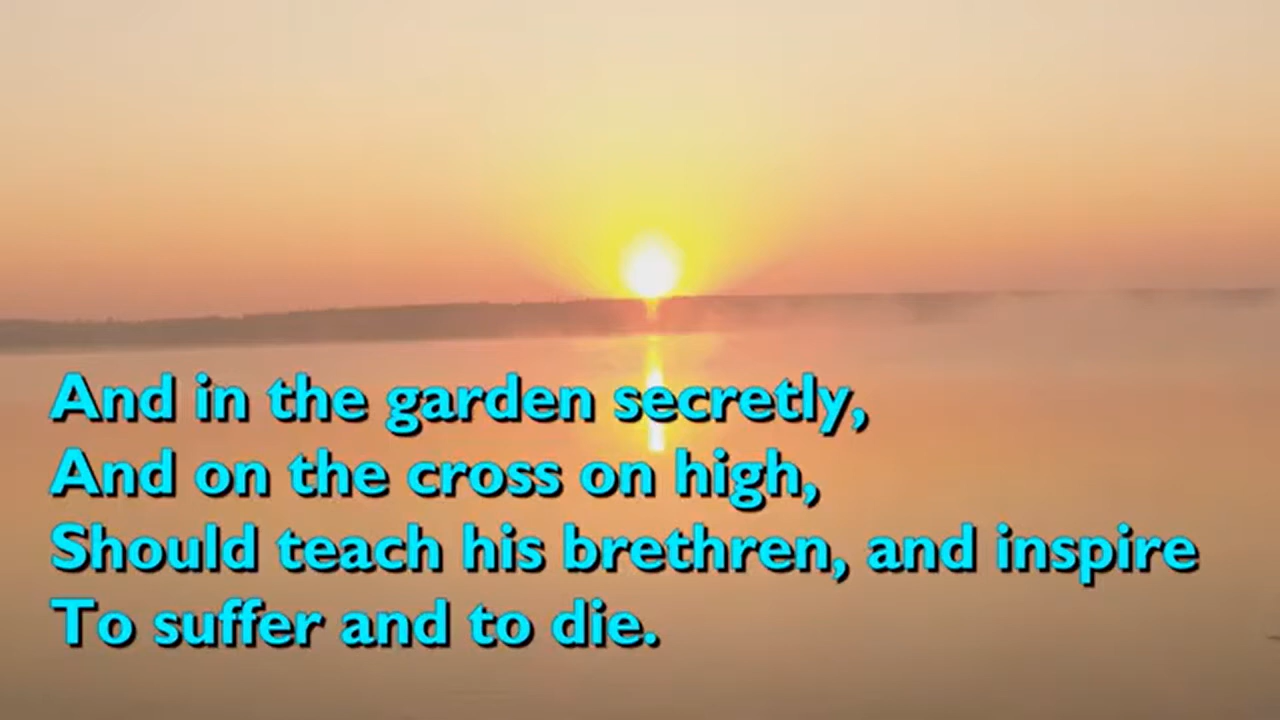 And in the garden secretly,
And on the cross on high,
Should teach his brethren, and inspire
To suffer and to die.